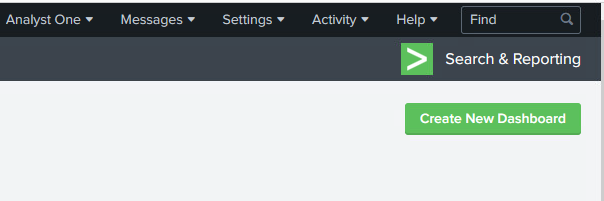 Analyst One Messages Settings Activity Help Find
Search & Reporting
Create New Dashboard